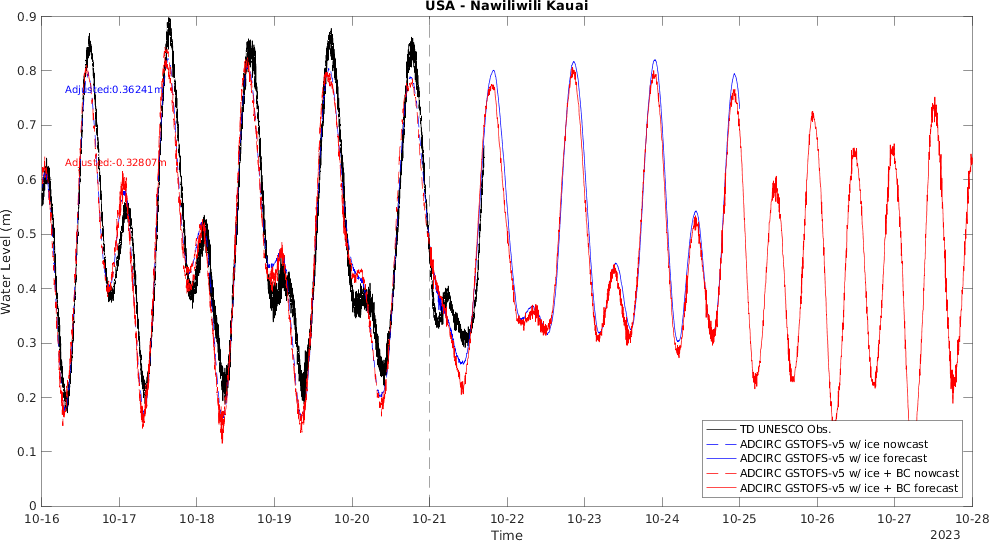 USA - Nawiliwili Kauai
0.9
0.8
Adjusted:0.36241m
0.7
Adjusted:-0.32807m
0.6
0.5
0.4
0.3
0.2
0.1
0
Water Level (m)
TD UNESCO Obs.
ADCIRC GSTOFS-v5 w/ ice nowcast
ADCIRC GSTOFS-v5 w/ ice forecast
ADCIRC GSTOFS-v5 w/ ice + BC nowcast
ADCIRC GSTOFS-v5 w/ ice + BC forecast
10-16 10-17 10-18 10-19 10-20 10-21 10-22 10-23 10-24 10-25 10-26 10-27 10-28
Time
2023